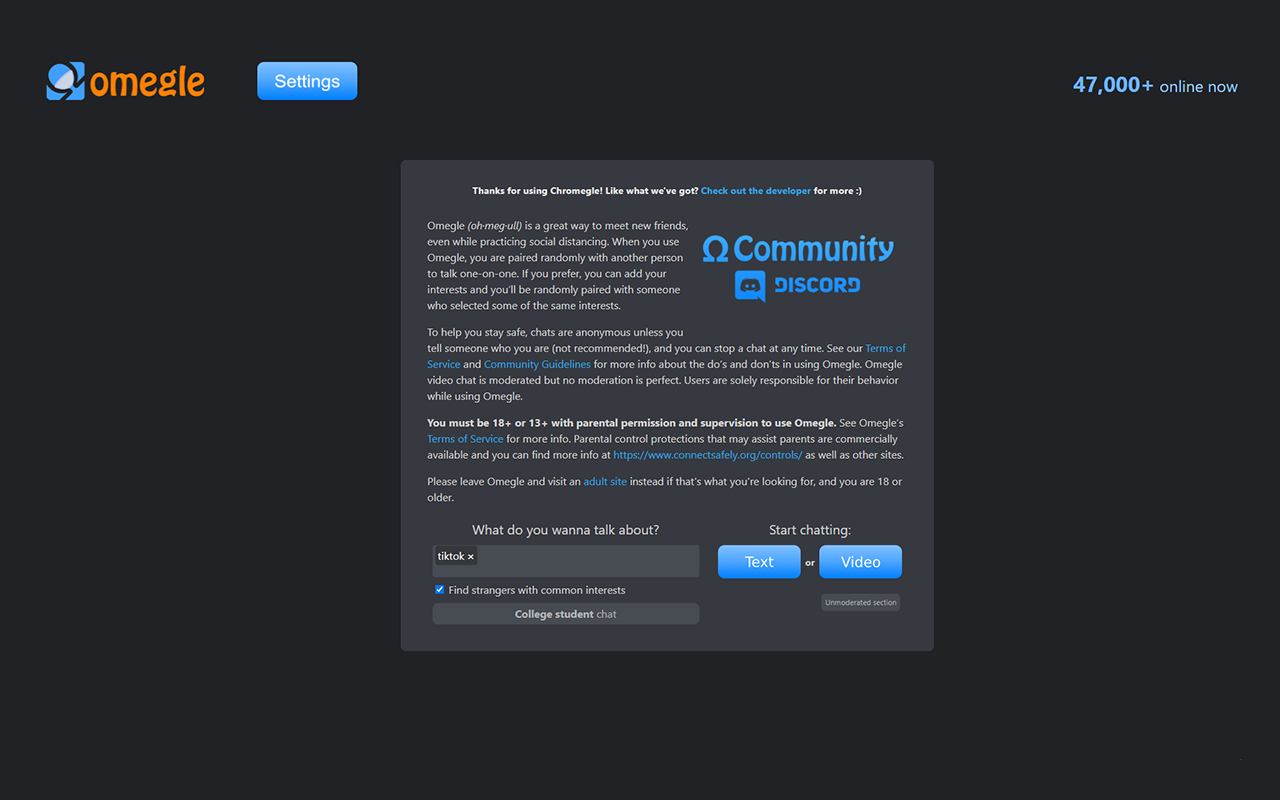 omegle
Settings
47,000+ online now
Thanks for using Chromegle! Like what we've got? Check out the developer for more :)
Omegle (oh·meg·ull) is a great way to meet new friends,
even while practicing social distancing. When you use
Omegle, you are paired randomly with another person
to talk one-on-one. If you prefer, you can add your
interests and you’ll be randomly paired with someone
who selected some of the same interests.
Ω Community
DISCORD
To help you stay safe, chats are anonymous unless you
tell someone who you are (not recommended!), and you can stop a chat at any time. See our Terms of
Service and Community Guidelines for more info about the do’s and don’ts in using Omegle. Omegle
video chat is moderated but no moderation is perfect. Users are solely responsible for their behavior
while using Omegle.
You must be 18+ or 13+ with parental permission and supervision to use Omegle. See Omegle’s
Terms of Service for more info. Parental control protections that may assist parents are commercially
available and you can find more info at https://www.connectsafely.org/controls/ as well as other sites.
Please leave Omegle and visit an adult site instead if that’s what you’re looking for, and you are 18 or
older.
What do you wanna talk about?
Start chatting:
tiktok ×
Text or Video
Find strangers with common interests
Unmoderated section
College student chat